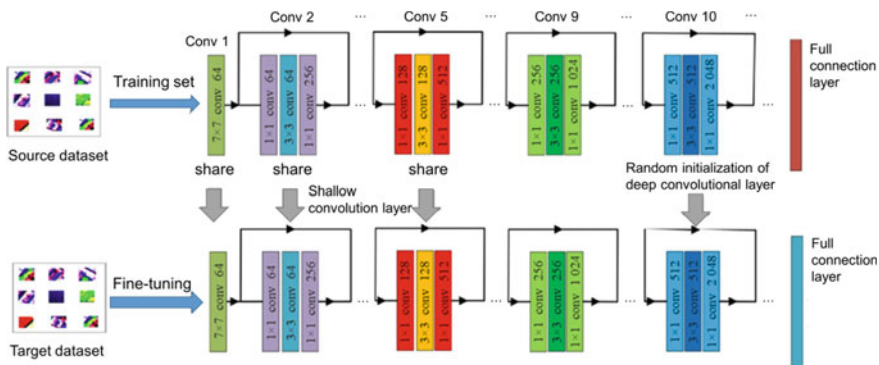 ... ... ... ...
Conv 2 Conv 5 Conv 9 Conv 10
Conv 1
Full
connection
layer
Training set
7×7 conv 64
1×1 conv 64
3×3 conv 64
1×1 conv 256
1×1 conv 128
3×3 conv 128
1×1 conv 512
...
1×1 conv 256
3×3 conv 256
1×1 conv 1 024
...
1×1 conv 512
3×3 conv 512
1×1 conv 2 048
...
Source dataset
share
share
share
Random initialization of
deep convolutional layer
Shallow
convolution layer
Full
connection
layer
Fine-tuning
7×7 conv 64
1×1 conv 64
3×3 conv 64
1×1 conv 256
...
1×1 conv 128
3×3 conv 128
1×1 conv 512
...
1×1 conv 256
3×3 conv 256
1×1 conv 1 024
...
1×1 conv 512
3×3 conv 512
1×1 conv 2 048
...
Target dataset